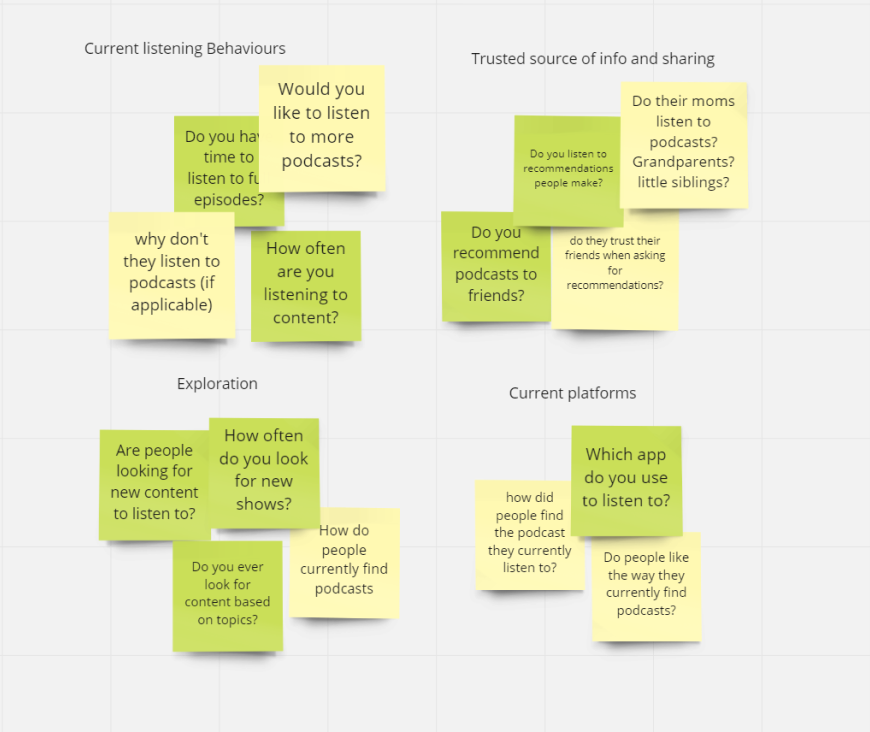 Current listening Behaviours
Would you
like to listen
to more
podcasts?
Do you
time to
listen to
episodes?
why don't
they listen to
podcasts (if
applicable)
How often
are you
listening to
content?
Trusted source of info and sharing
Do their moms
listen to
podcasts?
Grandparents?
little siblings?
Do you listen to
recommendations
people make?
Do you
recommend
podcasts to
friends?
do they trust their
friends when asking
for
recommendations?
Exploration
Are people
looking for
new content
to listen to?
How often
do you look
for new
shows?
Do you ever
look for
content based
on topics?
How do
people
currently find
podcasts
Current platforms
Which app
do you use
to listen to?
how did
people find
the podcast
they currently
listen to?
Do people like
the way they
currently find
podcasts?